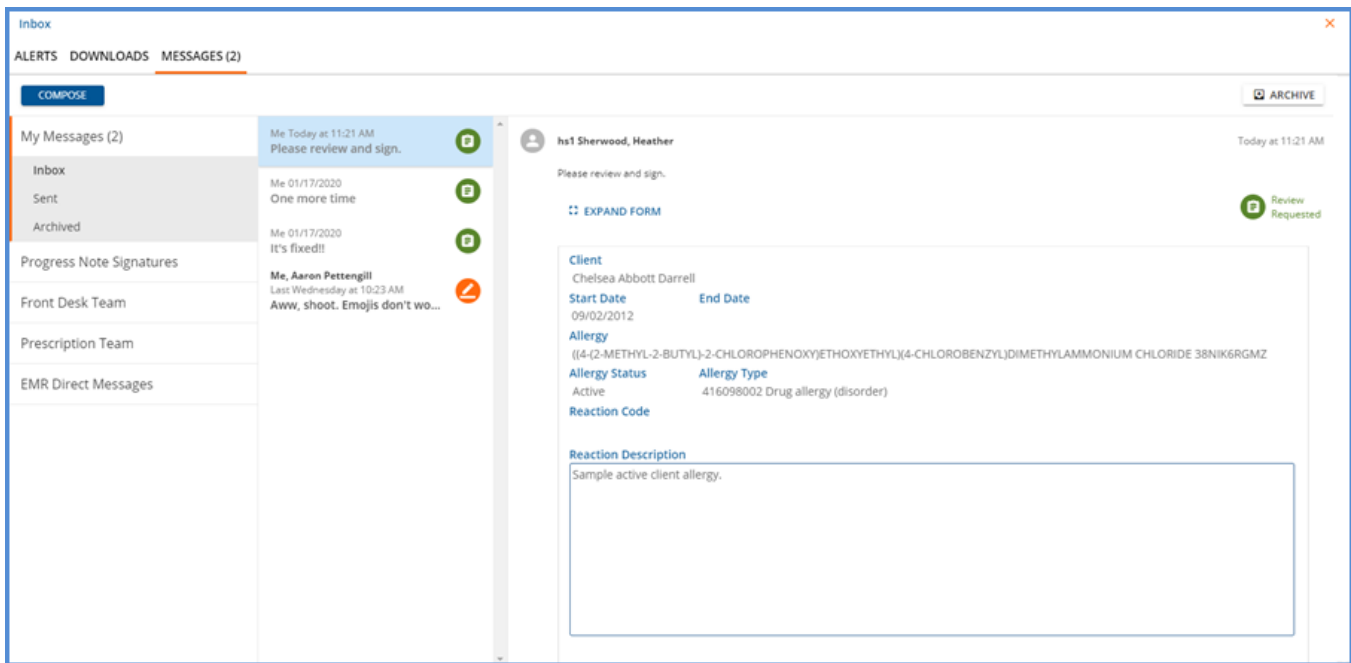 Inbox
ALERTS DOWNLOADS MESSAGES (2)
COMPOSE
ARCHIVE
My Messages (2)
Inbox
Sent
Archived
Progress Note Signatures
Front Desk Team
Prescription Team
EMR Direct Messages
Me Today at 11:21 AM
Please review and sign.
Me 01/17/2020
One more time
Me 01/17/2020
It's fixed!!
Me, Aaron Pettengill
Last Wednesday at 10:23 AM
Aww, shoot. Emojis don't wo...
hs1 Sherwood, Heather
Today at 11:21 AM
Please review and sign.
EXPAND FORM
Review
Requested
Client
Chelsea Abbott Darrell
Start Date End Date
09/02/2012
Allergy
((4-(2-METHYL-2-BUTYL)-2-CHLOROPHENOXY)ETHOXYETHYL)(4-CHLOROBENZYL)DIMETHYLAMMONIUM CHLORIDE 38NIK6RGMZ
Allergy Status Allergy Type
Active 416098002 Drug allergy (disorder)
Reaction Code
Reaction Description
Sample active client allergy.